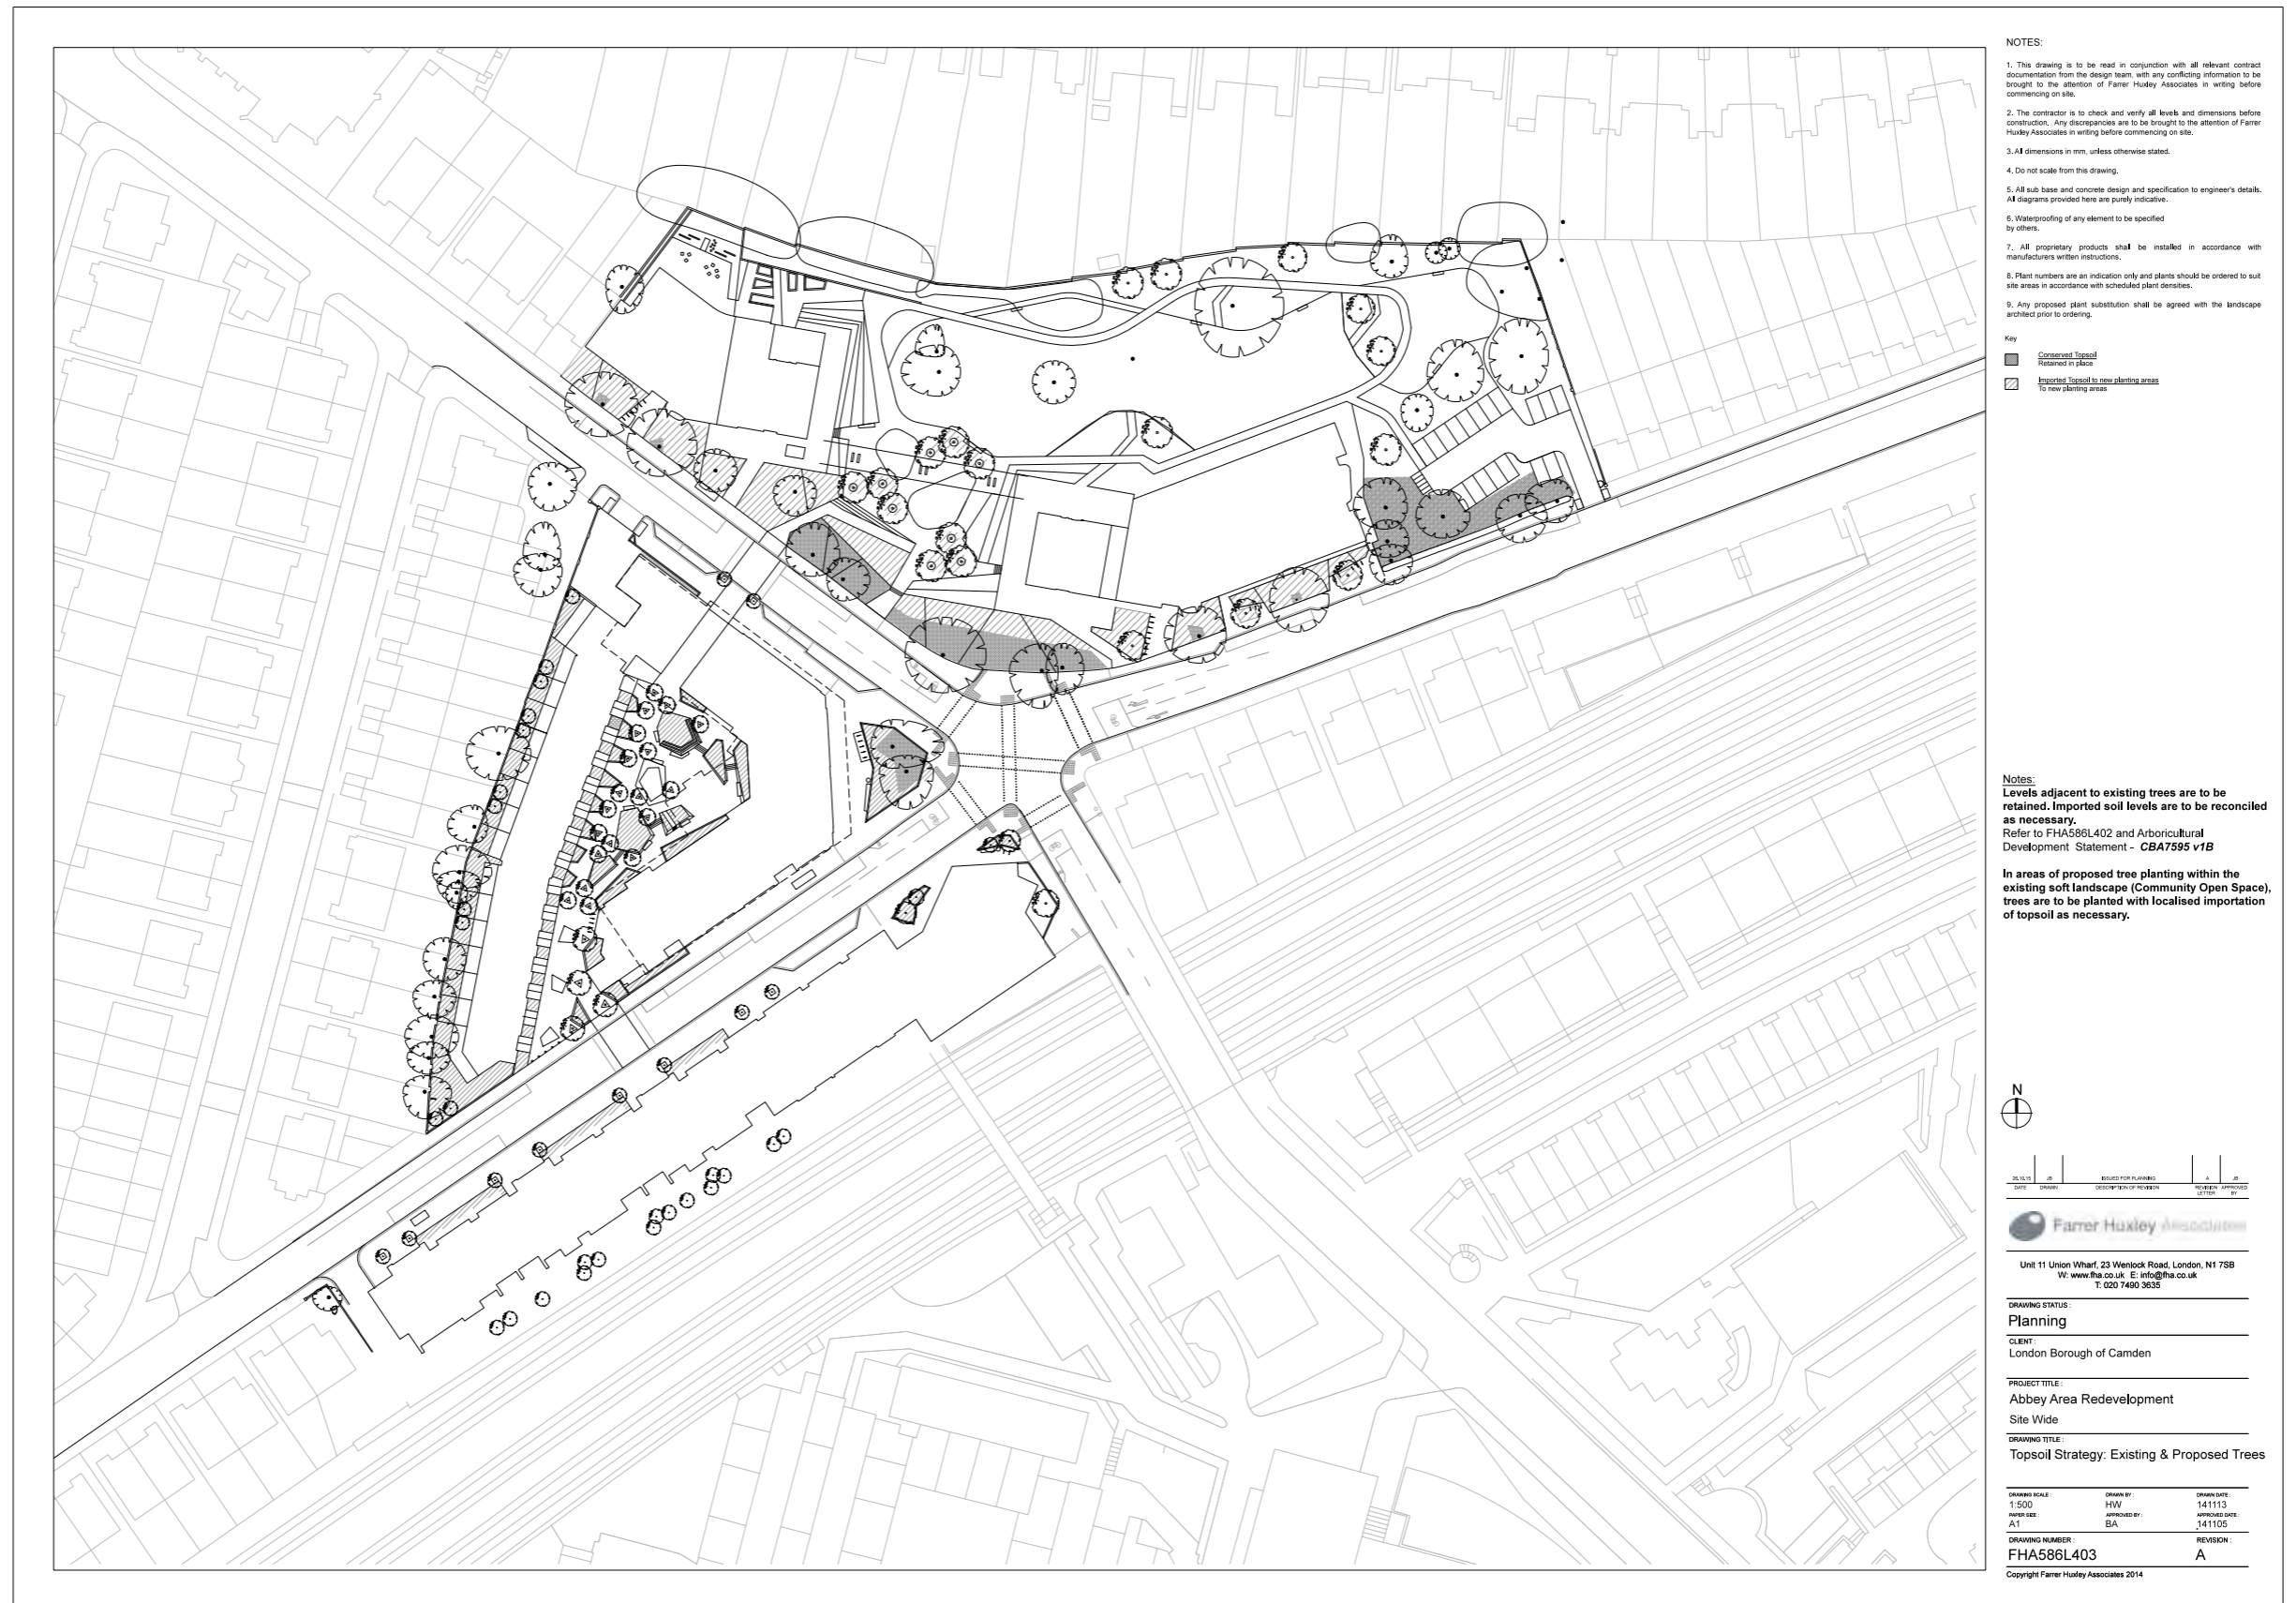 NOTES:
1. This drawing is to be read in conjunction with all relevant contract
documentation from the design team, with any conflicting information to be
brought to the attention of Farrer Huxley Associates in writing before
commencing on site.
2. The contractor is to check and verify all levels and dimensions before
construction. Any discrepancies are to be brought to the attention of Farrer
Huxley Associates in writing before commencing on site.
3. All dimensions in mm, unless otherwise stated.
4. Do not scale from this drawing.
5. All sub base and concrete design and specification to engineer's details.
All diagrams provided here are purely indicative.
6. Waterproofing of any element to be specified
by others.
7. All proprietary products shall be installed in accordance with
manufacturers written instructions.
8. Plant numbers are an indication only and plants should be ordered to suit
site areas in accordance with scheduled plant densities.
9. Any proposed plant substitution shall be agreed with the landscape
architect prior to ordering.
Key
Conserved Topsoil
Retained in place
Imported Topsoil to new planting areas
To new planting areas
Notes:
Levels adjacent to existing trees are to be
retained. Imported soil levels are to be reconciled
as necessary.
Refer to FHA586L402 and Arboricultural
Development Statement - CBA7595 v1B
In areas of proposed tree planting within the
existing soft landscape (Community Open Space),
trees are to be planted with localised importation
of topsoil as necessary.
N
JB ISSUED FOR PLANNING A JB
DATE DRAWN DESCRIPTION OF REVISION REVISION LETTER APPROVED BY
Farrer Huxley Associates
Unit 11 Union Wharf, 23 Wenlock Road, London, N1 7SB
W: www.fha.co.uk E: info@fha.co.uk
T: 020 7490 3635
DRAWING STATUS :
Planning
CLIENT :
London Borough of Camden
PROJECT TITLE :
Abbey Area Redevelopment
Site Wide
DRAWING TITLE :
Topsoil Strategy: Existing & Proposed Trees
DRAWING SCALE : DRAWN BY : DRAWN DATE :
1:500 HW 141113
PAPER SIZE : APPROVED BY : APPROVED DATE :
A1 BA 141105
DRAWING NUMBER : REVISION :
FHA586L403 A
Copyright Farrer Huxley Associates 2014